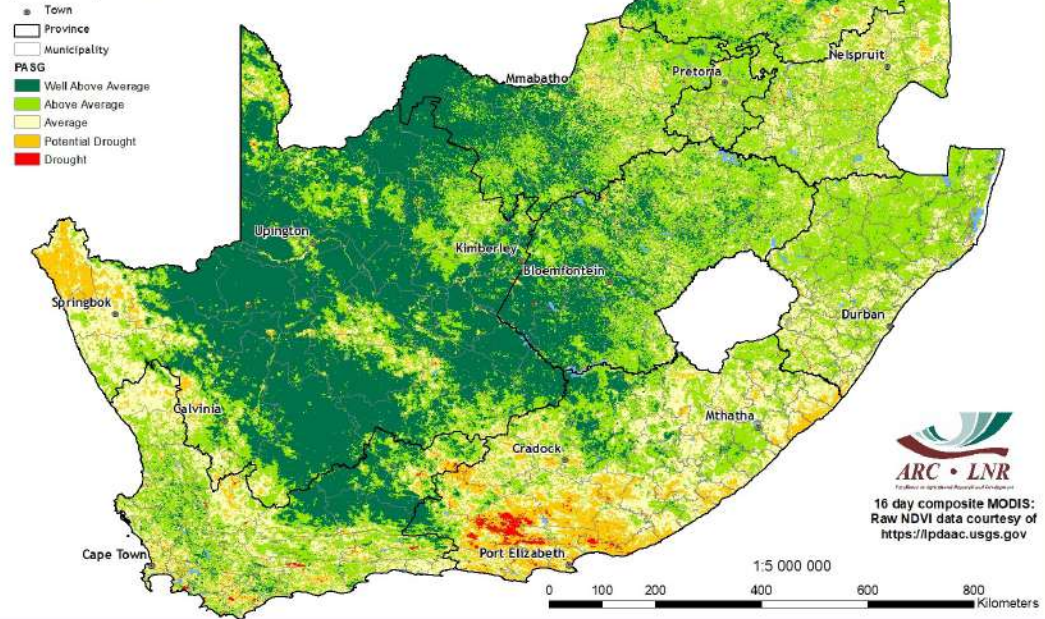 Town
Province
Municipality
PASG
Well Above Average
Above Average
Average
Potential Drought
Drought
Mmabatho
Pretoria
Nelspruit
Upington
Kimberley
Bloemfontein
Springbok
Durban
Calvinia
Mthatha
Cradock
Cape Town
Port Elizabeth
ARC • LNR
16 day composite MODIS:
Raw NDVI data courtesy of
https://lpdaac.usgs.gov
1:5 000 000
0 100 200 400 600 800
Kilometers